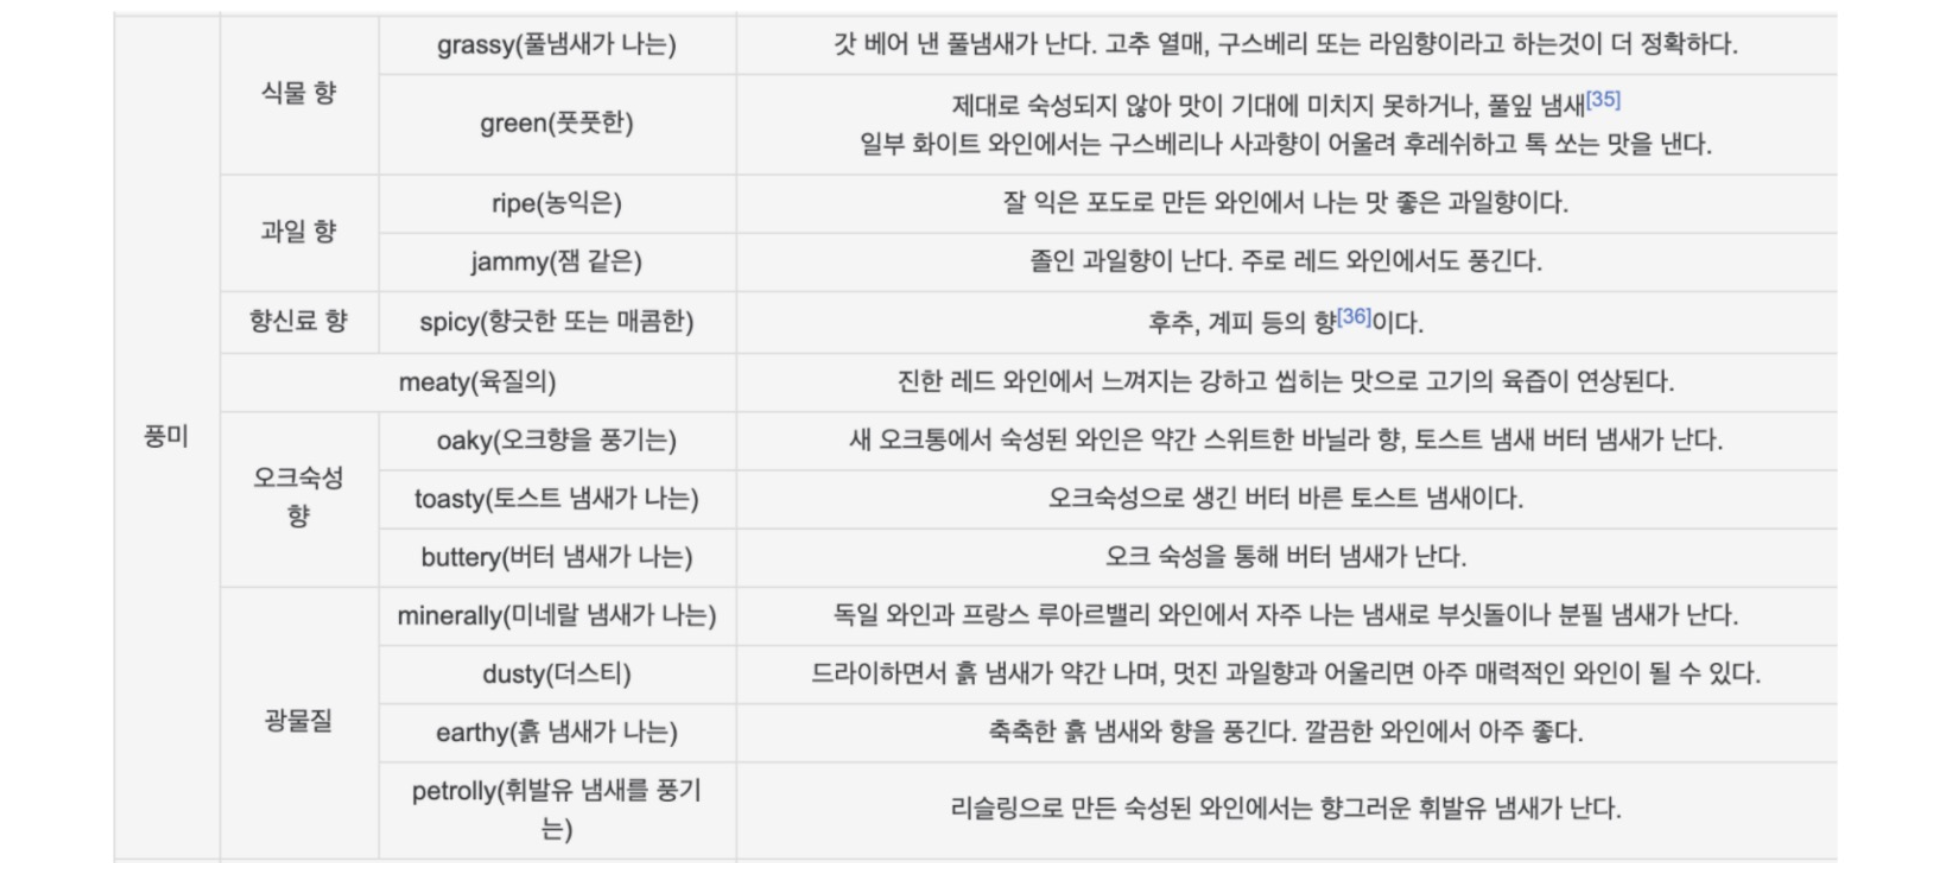 풍미
식물 향
grassy(풀냄새가 나는)
갓 베어 낸 풀냄새가 난다. 고추 열매, 구스베리 또는 라임향이라고 하는것이 더 정확하다.
green(풋풋한)
제대로 숙성되지 않아 맛이 기대에 미치지 못하거나, 풀잎 냄새[35]
일부 화이트 와인에서는 구스베리나 사과향이 어울려 후레쉬하고 톡 쏘는 맛을 낸다.
과일 향
ripe(농익은)
잘 익은 포도로 만든 와인에서 나는 맛 좋은 과일향이다.
jammy(잼 같은)
졸인 과일향이 난다. 주로 레드 와인에서도 풍긴다.
향신료 향
spicy(향긋한 또는 매콤한)
후추, 계피 등의 향[36]이다.
meaty(육질의)
진한 레드 와인에서 느껴지는 강하고 씹히는 맛으로 고기의 육즙이 연상된다.
오크숙성
향
oaky(오크향을 풍기는)
새 오크통에서 숙성된 와인은 약간 스위트한 바닐라 향, 토스트 냄새 버터 냄새가 난다.
toasty(토스트 냄새가 나는)
오크숙성으로 생긴 버터 바른 토스트 냄새이다.
buttery(버터 냄새가 나는)
오크 숙성을 통해 버터 냄새가 난다.
광물질
minerally(미네랄 냄새가 나는)
독일 와인과 프랑스 루아르밸리 와인에서 자주 나는 냄새로 부싯돌이나 분필 냄새가 난다.
dusty(더스티)
드라이하면서 흙 냄새가 약간 나며, 멋진 과일향과 어울리면 아주 매력적인 와인이 될 수 있다.
earthy(흙 냄새가 나는)
축축한 흙 냄새와 향을 풍긴다. 깔끔한 와인에서 아주 좋다.
petrolly(휘발유 냄새를 풍기
는)
리슬링으로 만든 숙성된 와인에서는 향그러운 휘발유 냄새가 난다.